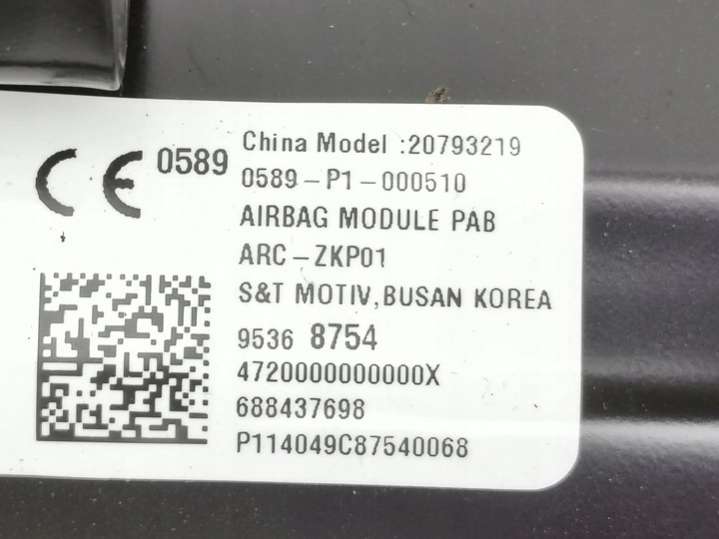 CE 0589
China Model :20793219
0589-P1-000510
AIRBAG MODULE PAB
ARC-ZKP01
S&T MOTIV,BUSAN KOREA
9536 8754
4720000000000X
688437698
P114049C87540068